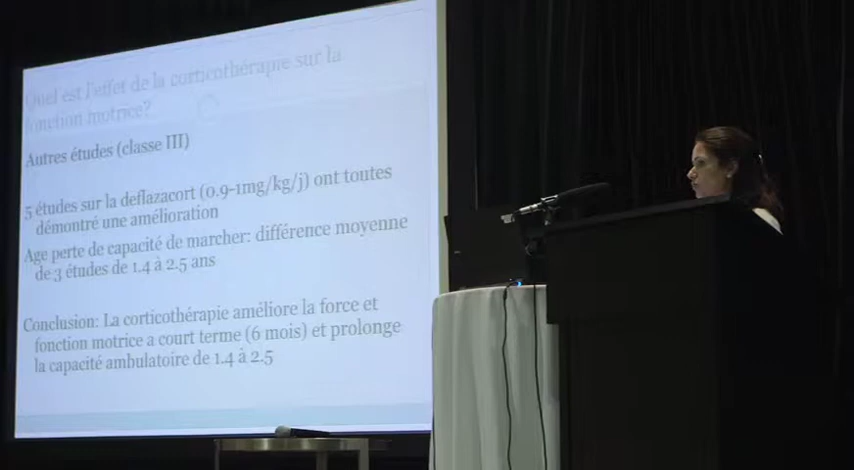 Quel est l'effet de la corticothérapie sur la
fonction motrice?
Autres études (classe III)
5 études sur la deflazacort (0.9-1mg/kg/j) ont toutes
démontré une amélioration
Age perte de capacité de marcher: différence moyenne
de 3 études de 1.4 à 2.5 ans
Conclusion: La corticothérapie améliore la force et
fonction motrice a court terme (6 mois) et prolonge
la capacité ambulatoire de 1.4 à 2.5